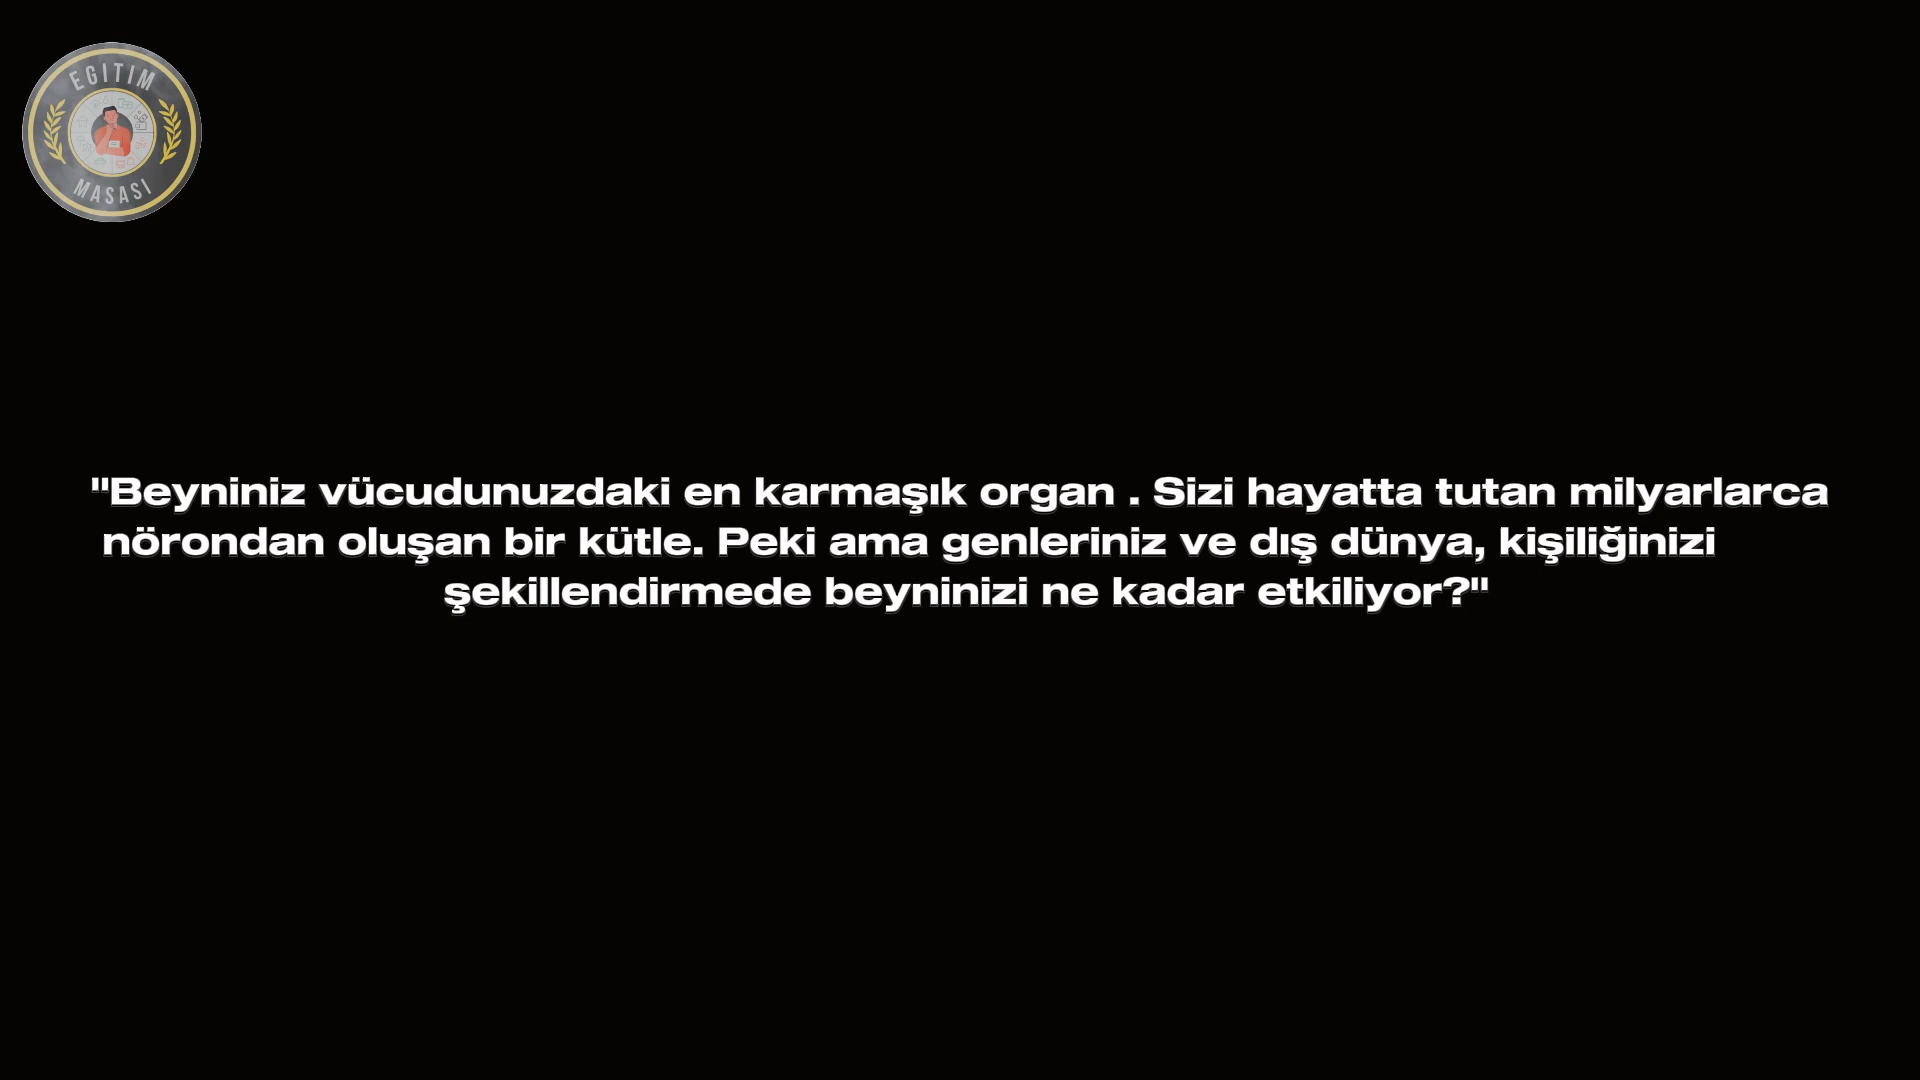 EGITIM
MASASI
"Beyniniz vücudunuzdaki en karmaşık organ . Sizi hayatta tutan milyarlarca
nörondan oluşan bir kütle. Peki ama genleriniz ve dış dünya, kişiliğinizi
şekillendirmede beyninizi ne kadar etkiliyor?"